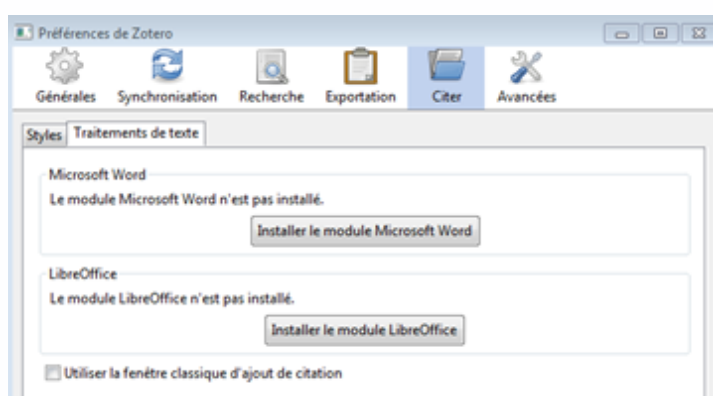 Préférences de Zotero
Générales Synchronisation Recherche Exportation Citer Avancées
Styles Traitements de texte
Microsoft Word
Le module Microsoft Word n'est pas installé.
Installer le module Microsoft Word
LibreOffice
Le module LibreOffice n'est pas installé.
Installer le module LibreOffice
Utiliser la fenêtre classique d'ajout de citation